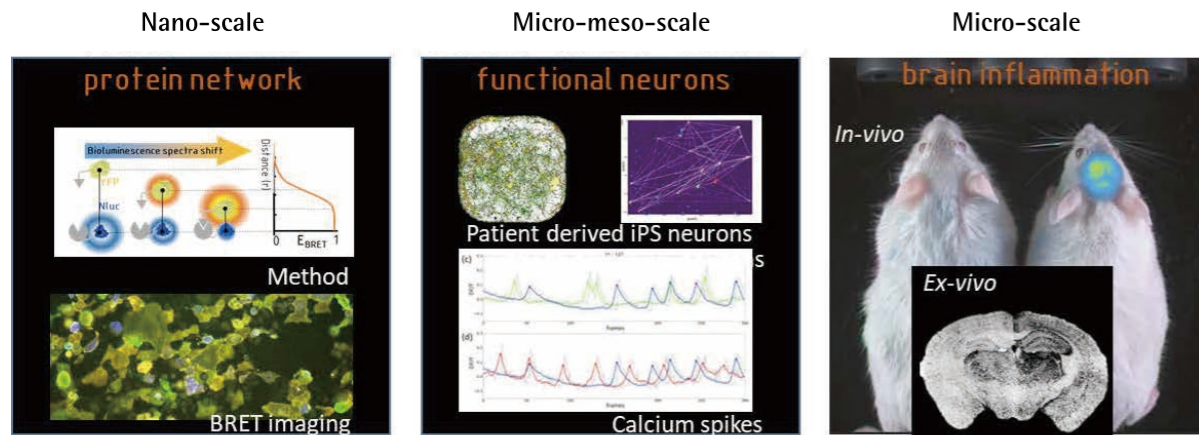 Nano-scale
Micro-meso-scale
Micro-scale
protein network
Bioluminescence spectra shift
Distance (r)
YFP
Nluc
0 E_BRET 1
Method
BRET imaging
functional neurons
Patient derived iPS neurons
(c)
(d)
Calcium spikes
brain inflammation
In-vivo
Ex-vivo